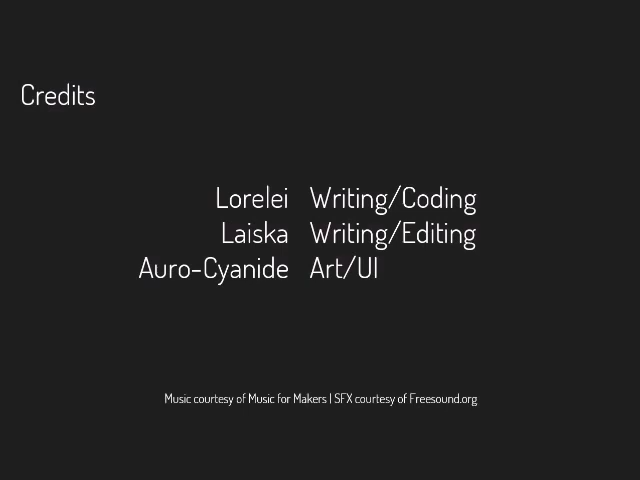 Credits
Lorelei Writing/Coding
Laiska Writing/Editing
Auro-Cyanide Art/UI
Music courtesy of Music for Makers | SFX courtesy of Freesound.org